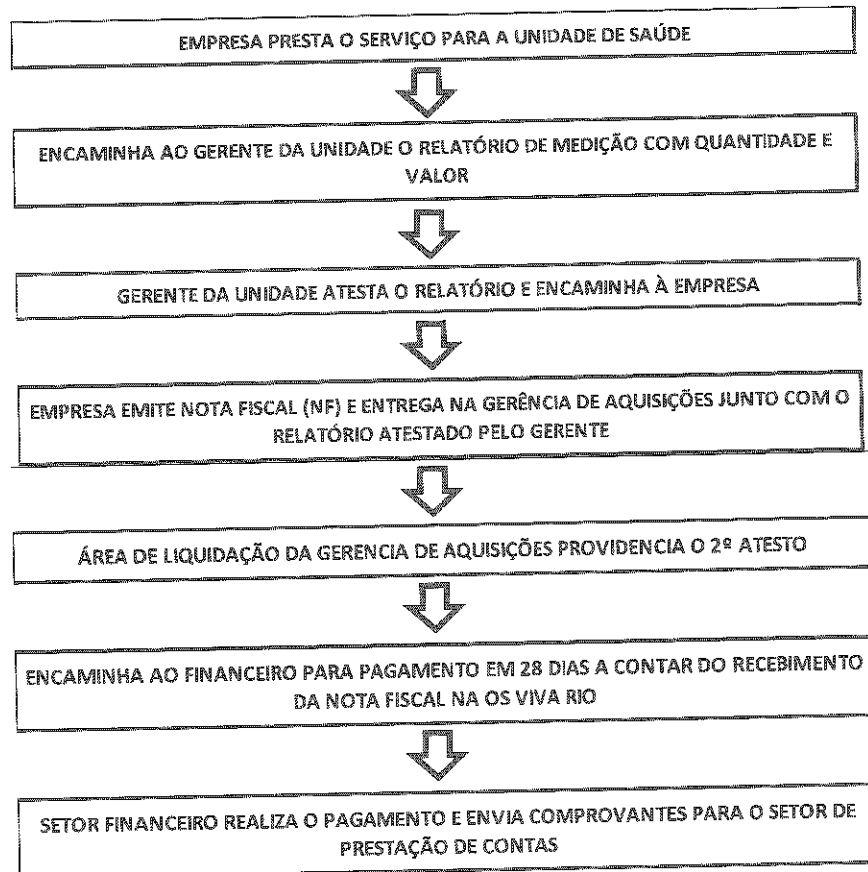 EMPRESA PRESTA O SERVIÇO PARA A UNIDADE DE SAÚDE
ENCAMINHA AO GERENTE DA UNIDADE O RELATÓRIO DE MEDIÇÃO COM QUANTIDADE E
VALOR
GERENTE DA UNIDADE ATESTA O RELATÓRIO E ENCAMINHA À EMPRESA
EMPRESA EMITE NOTA FISCAL (NF) E ENTREGA NA GERÊNCIA DE AQUISIÇÕES JUNTO COM O
RELATÓRIO ATESTADO PELO GERENTE
ÁREA DE LIQUIDAÇÃO DA GERENCIA DE AQUISIÇÕES PROVIDENCIA O 2º ATESTO
ENCAMINHA AO FINANCEIRO PARA PAGAMENTO EM 28 DIAS A CONTAR DO RECEBIMENTO
DA NOTA FISCAL NA OS VIVA RIO
SETOR FINANCEIRO REALIZA O PAGAMENTO E ENVIA COMPROVANTES PARA O SETOR DE
PRESTAÇÃO DE CONTAS